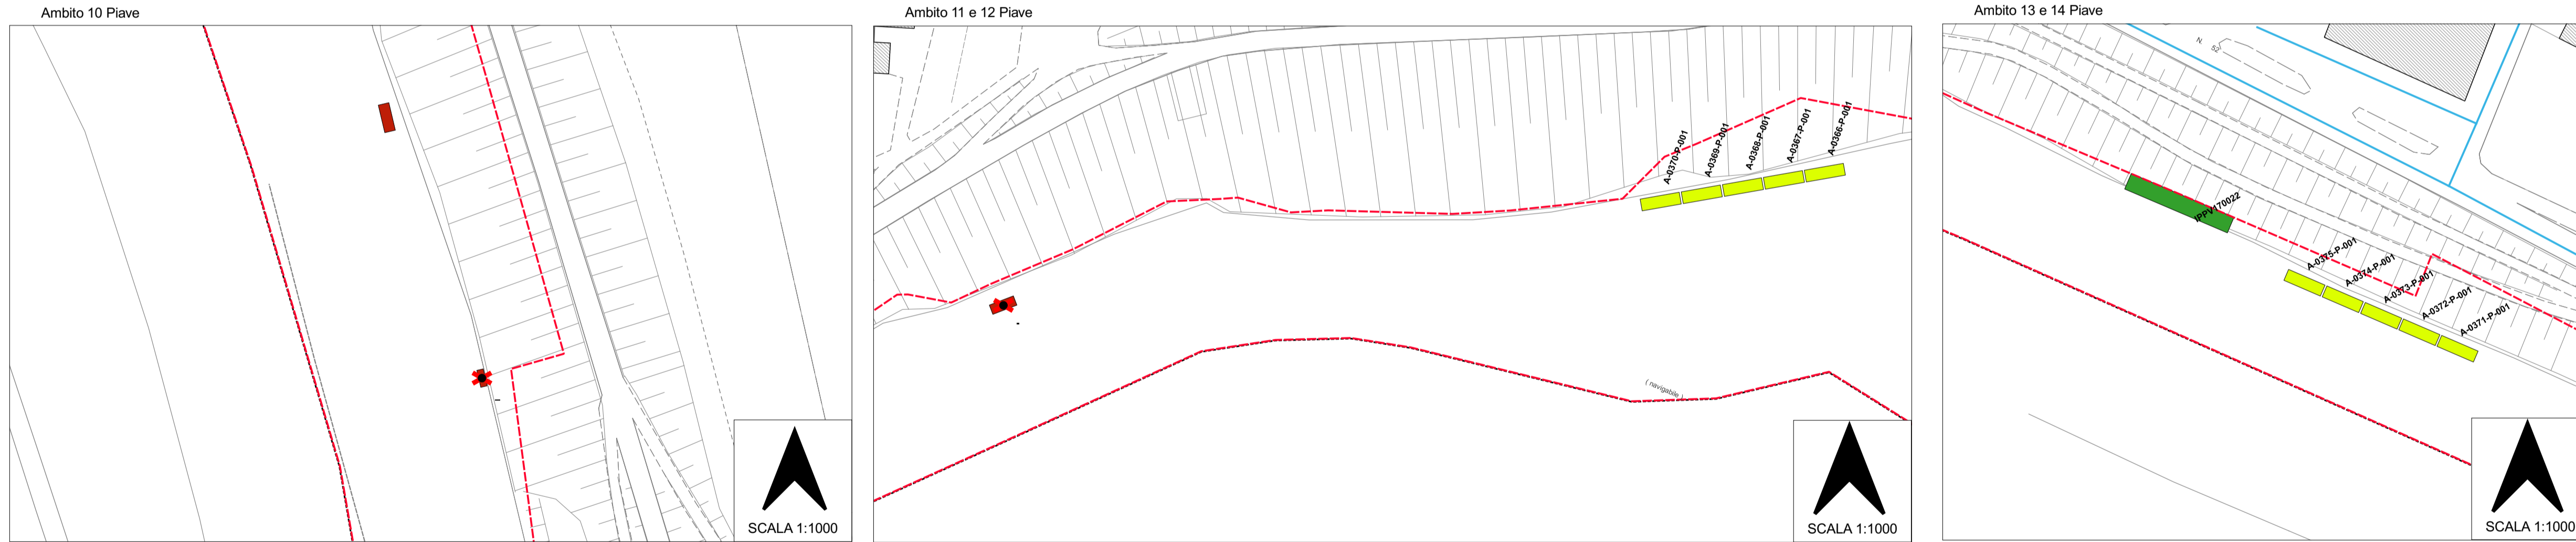 Ambito 10 Piave
SCALA 1:1000
Ambito 11 e 12 Piave
A-0370-P-001
A-0369-P-001
A-0368-P-001
A-0367-P-001
A-0366-P-001
( navigabile )
SCALA 1:1000
Ambito 13 e 14 Piave
N. 52
IPPV170022
A-0375-P-001
A-0374-P-001
A-0373-P-001
A-0372-P-001
A-0371-P-001
SCALA 1:1000